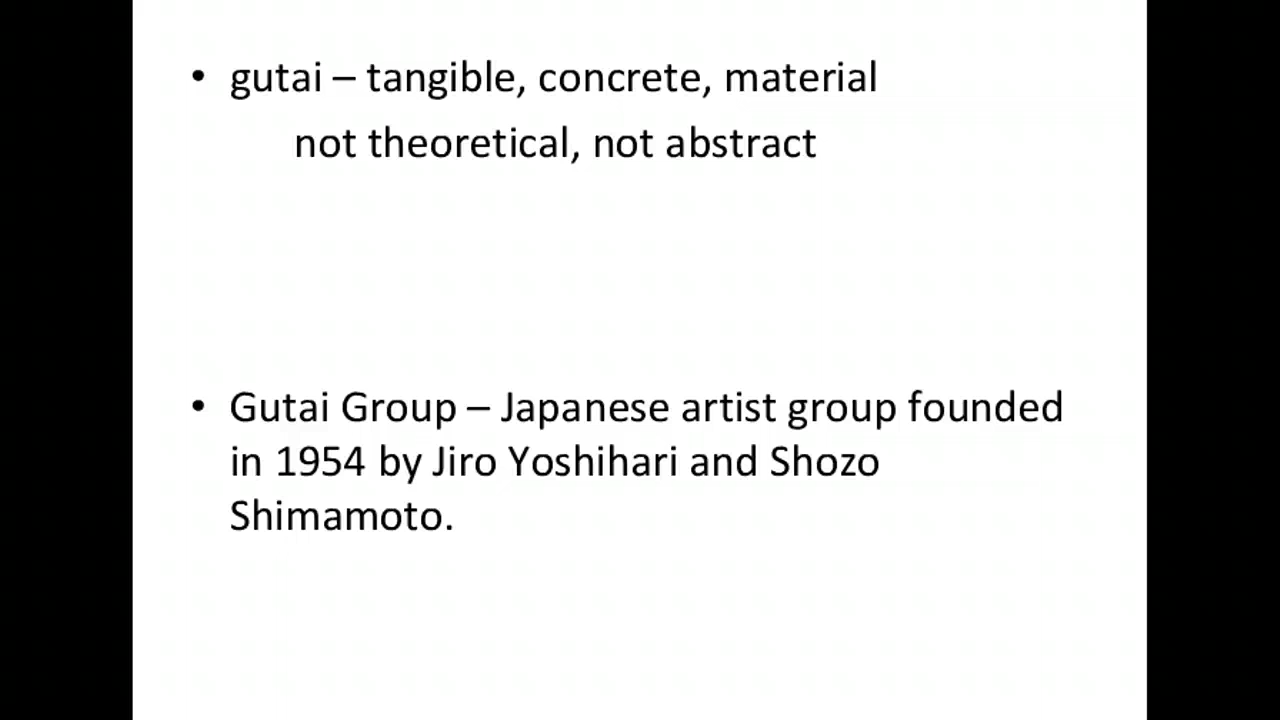 • gutai – tangible, concrete, material
not theoretical, not abstract
• Gutai Group – Japanese artist group founded
in 1954 by Jiro Yoshihari and Shozo
Shimamoto.